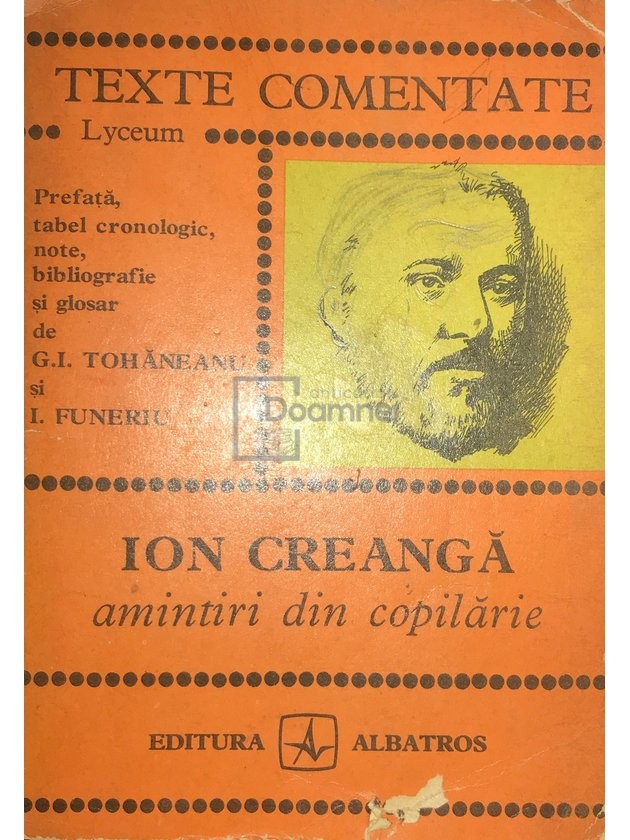 TEXTE COMENTATE
Lyceum
Prefață,
tabel cronologic,
note,
bibliografie
și glosar
de
G.I. TOHĂNEANU
și
I. FUNERIU
anticariat
Doamnei
ION CREANGĂ
amintiri din copilărie
EDITURA ALBATROS